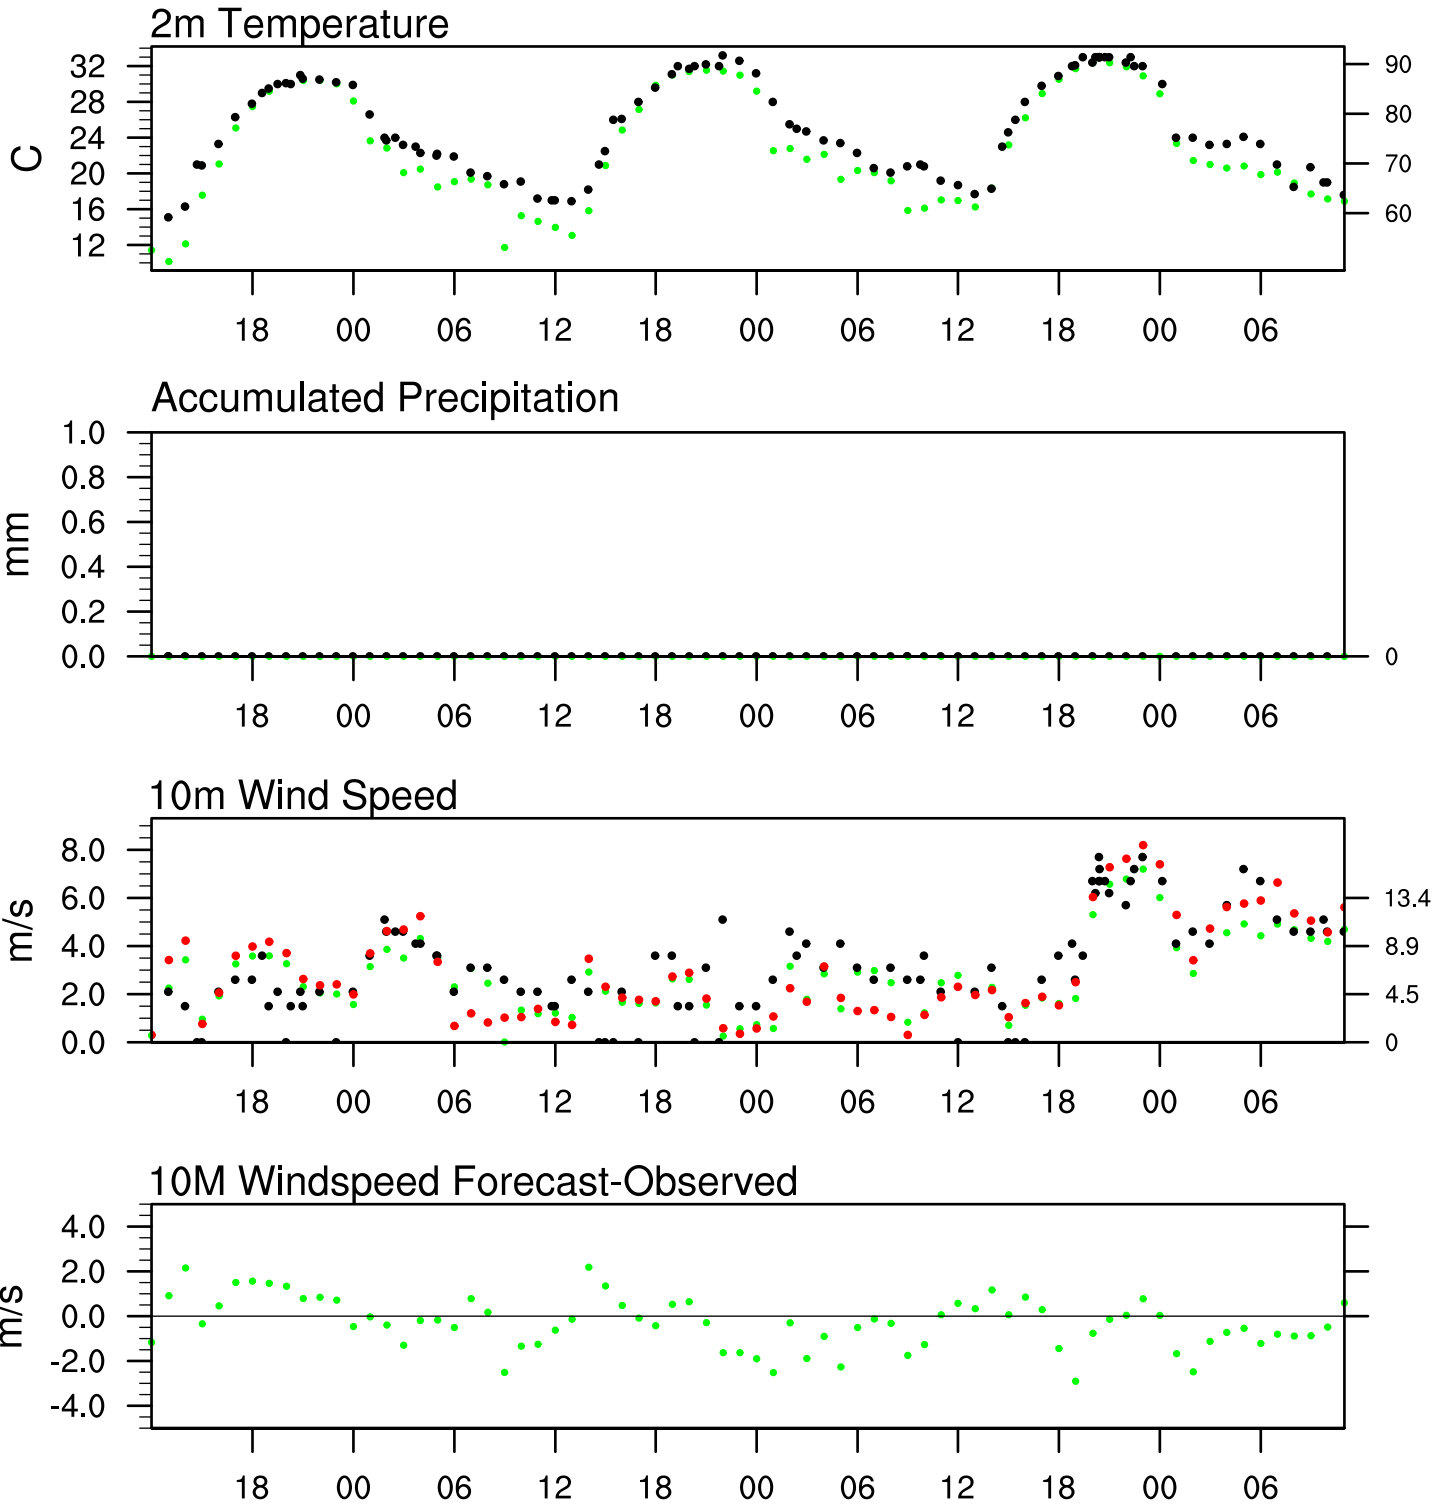 2m Temperature
32
28
24
20
16
12
C
90
80
70
60
18 00 06 12 18 00 06 12 18 00 06
Accumulated Precipitation
1.0
0.8
0.6
0.4
0.2
0.0
mm
0
18 00 06 12 18 00 06 12 18 00 06
10m Wind Speed
8.0
6.0
4.0
2.0
0.0
m/s
13.4
8.9
4.5
0
18 00 06 12 18 00 06 12 18 00 06
10M Windspeed Forecast-Observed
4.0
2.0
0.0
-2.0
-4.0
m/s
18 00 06 12 18 00 06 12 18 00 06